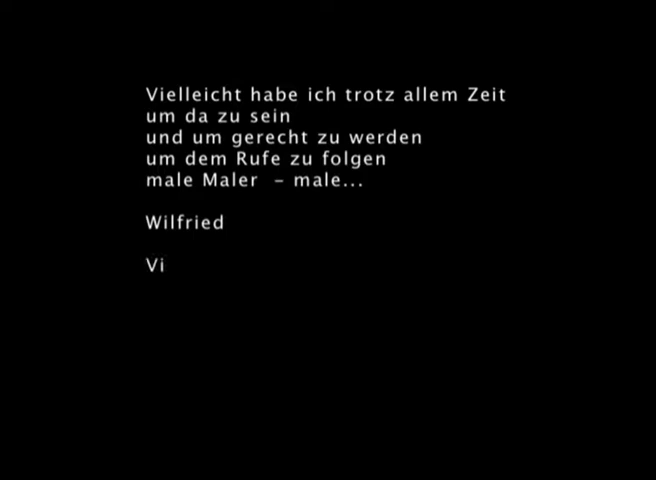 Vielleicht habe ich trotz allem Zeit
um da zu sein
und um gerecht zu werden
um dem Rufe zu folgen
male Maler – male...
Wilfried
Vi